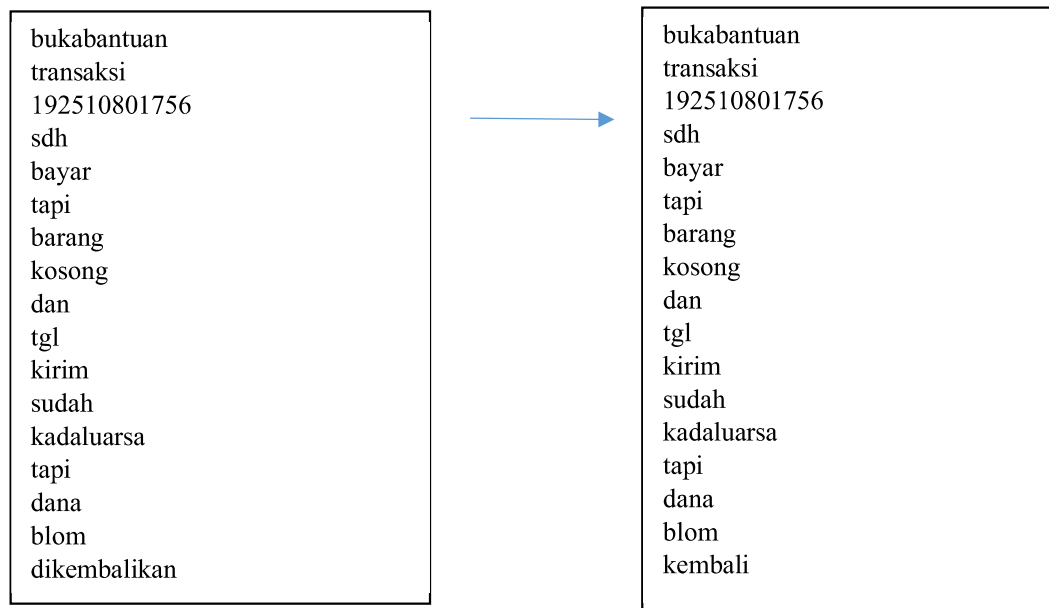 bukabantuan
transaksi
192510801756
sdh
bayar
tapi
barang
kosong
dan
tgl
kirim
sudah
kadaluarsa
tapi
dana
blom
dikembalikan
bukabantuan
transaksi
192510801756
sdh
bayar
tapi
barang
kosong
dan
tgl
kirim
sudah
kadaluarsa
tapi
dana
blom
kembali